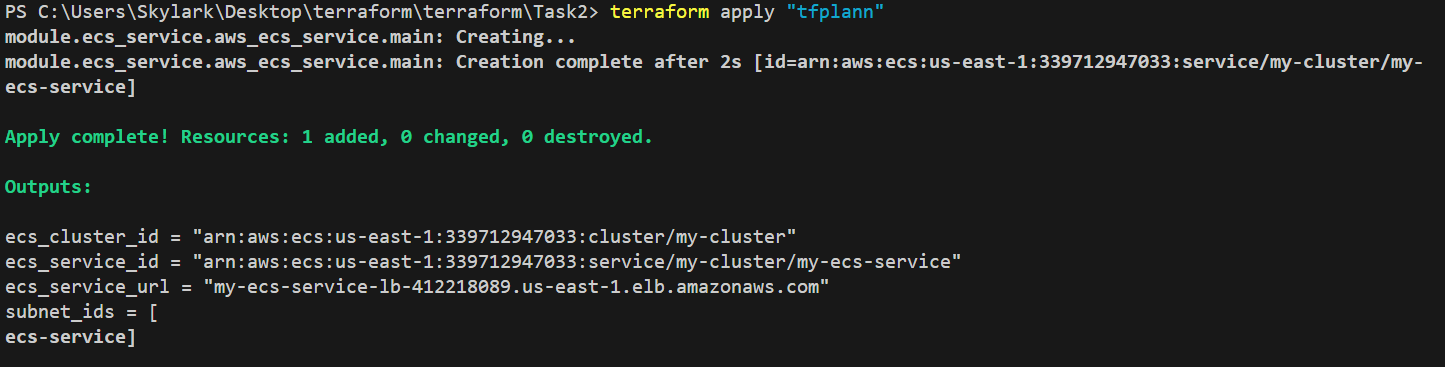 PS C:\Users\Skylark\Desktop\terraform\terraform\Task2> terraform apply "tfplann"
module.ecs_service.aws_ecs_service.main: Creating...
module.ecs_service.aws_ecs_service.main: Creation complete after 2s [id=arn:aws:ecs:us-east-1:339712947033:service/my-cluster/my-
ecs-service]
Apply complete! Resources: 1 added, 0 changed, 0 destroyed.
Outputs:
ecs_cluster_id = "arn:aws:ecs:us-east-1:339712947033:cluster/my-cluster"
ecs_service_id = "arn:aws:ecs:us-east-1:339712947033:service/my-cluster/my-ecs-service"
ecs_service_url = "my-ecs-service-lb-412218089.us-east-1.elb.amazonaws.com"
subnet_ids = [
ecs-service]